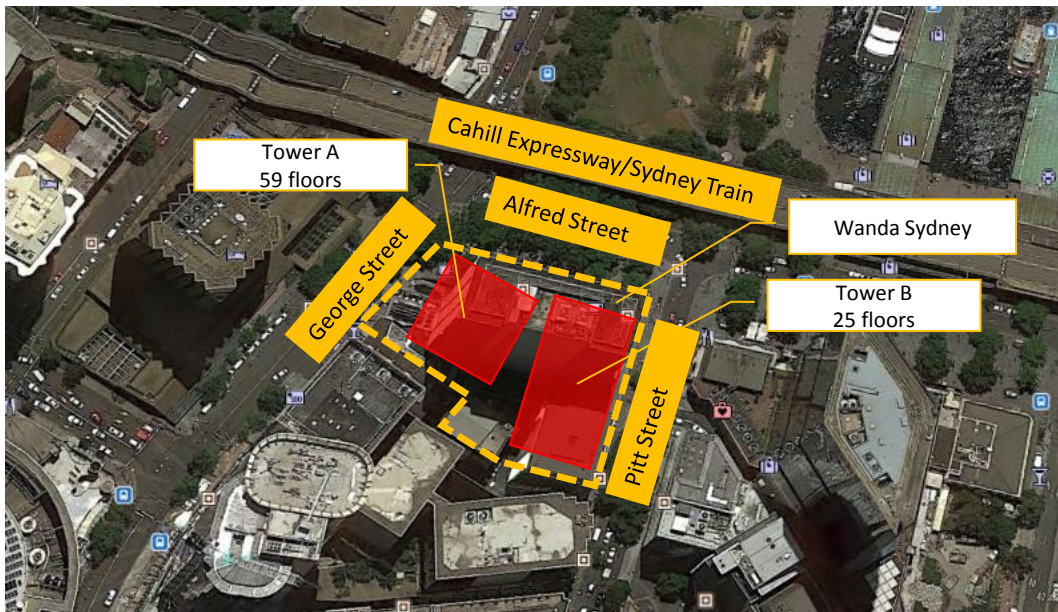 Cahill Expressway/Sydney Train
Tower A
59 floors
Alfred Street
Wanda Sydney
George Street
Tower B
25 floors
Pitt Street